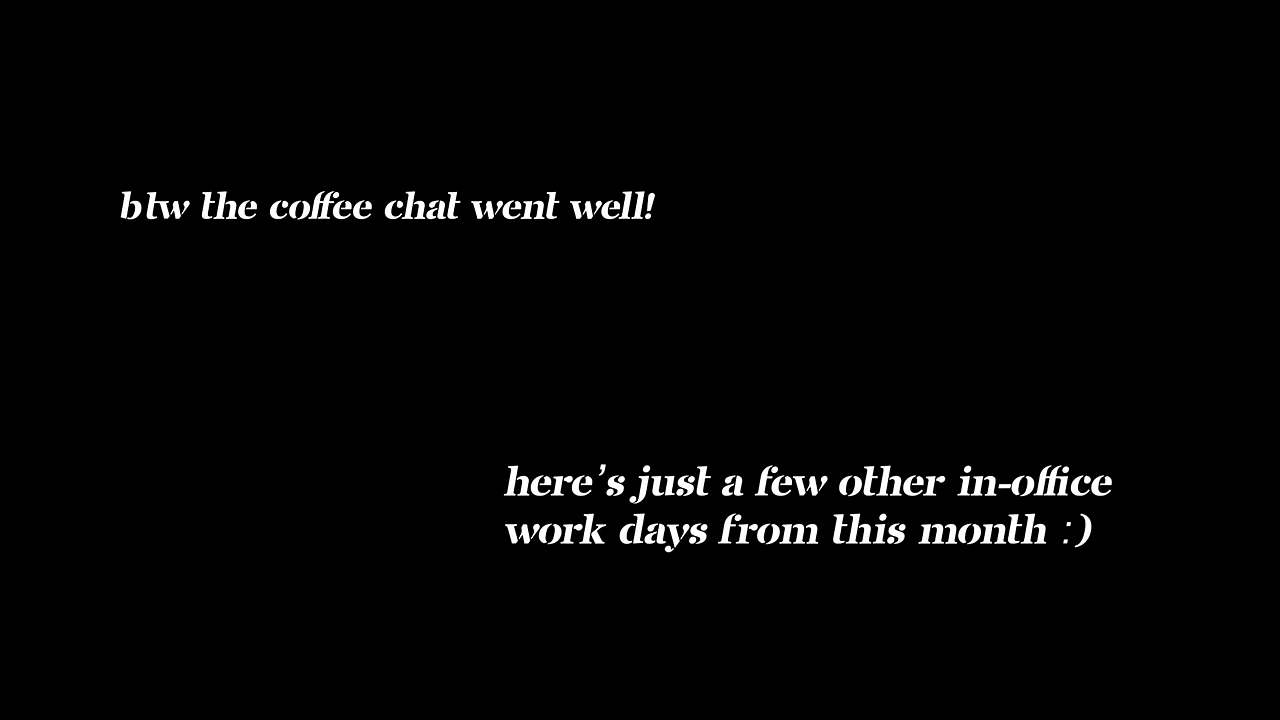 btw the coffee chat went well!
here's just a few other in-office
work days from this month :)